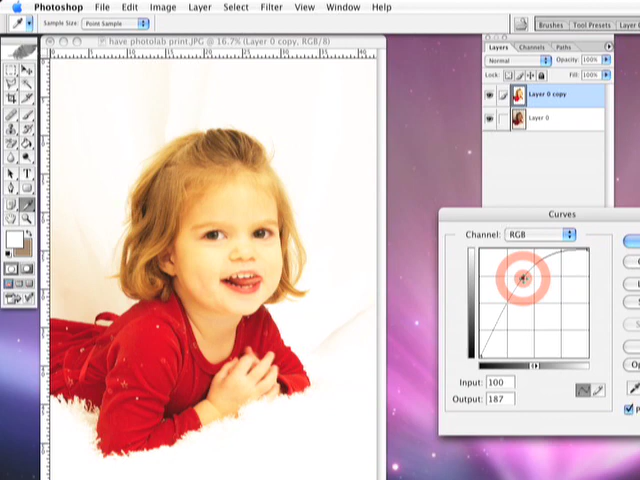 Photoshop File Edit Image Layer Select Filter View Window Help
Sample Size: Point Sample
Brushes Tool Presets Layer
have photolab print.JPG @ 16.7% (Layer 0 copy, RGB/8)
Layers Channels Paths
Normal Opacity: 100%
Lock: Fill: 100%
Layer 0 copy
Layer 0
Curves
Channel: RGB
Input: 100
Output: 187